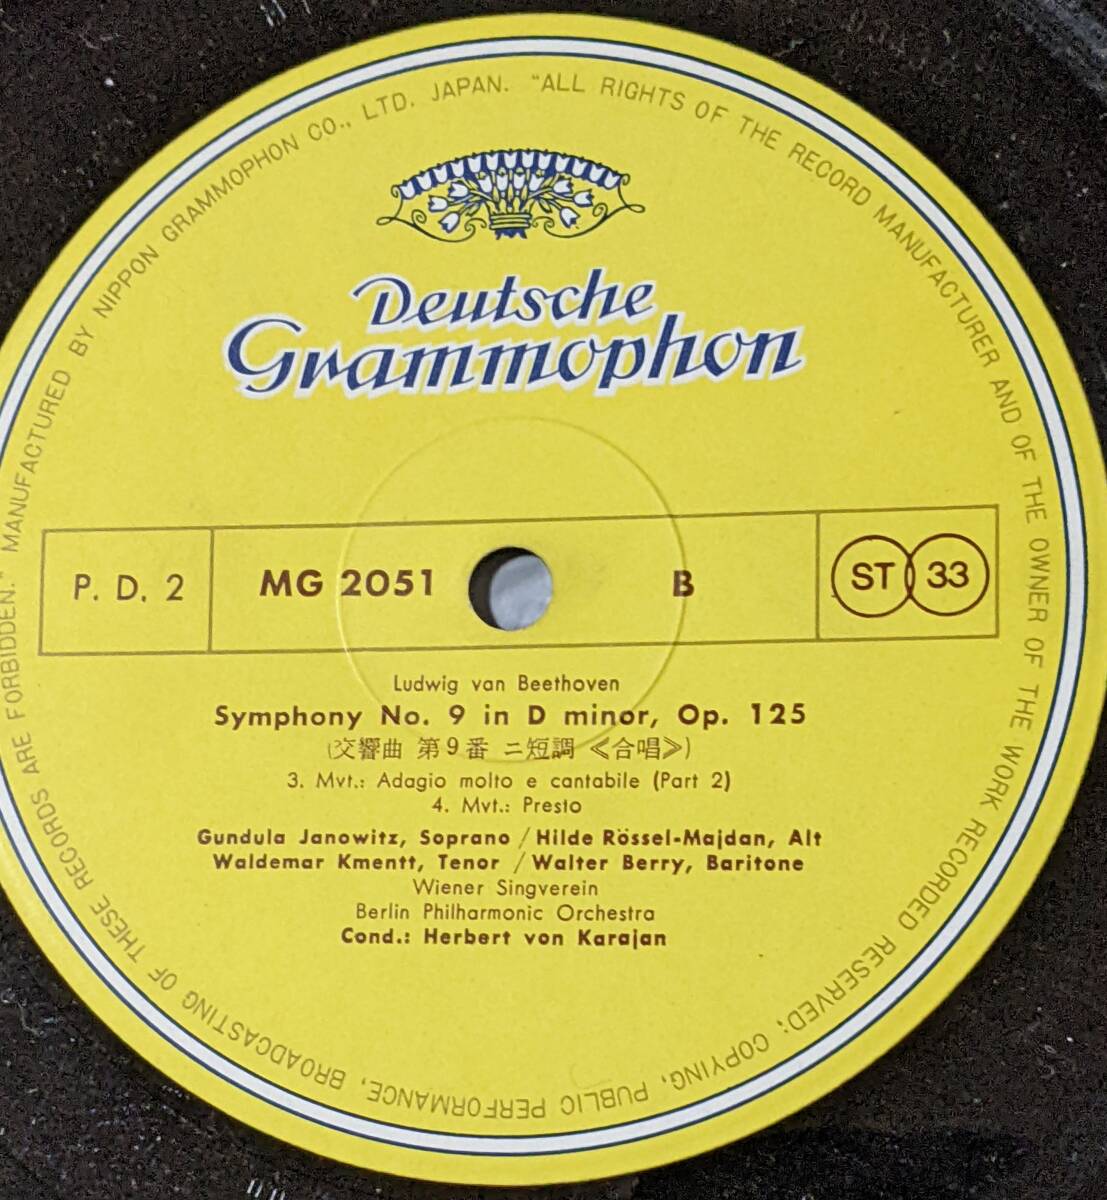 MANUFACTURED BY NIPPON GRAMMOPHON CO., LTD. JAPAN. "ALL RIGHTS OF THE RECORD MANUFACTURER AND OF THE OWNER OF THE WORK RECORDED RESERVED; COPYING, PUBLIC PERFORMANCE, BROADCASTING OF THESE RECORDS ARE FORBIDDEN."
Deutsche
Grammophon
P. D. 2 MG 2051 B ST 33
Ludwig van Beethoven
Symphony No. 9 in D minor, Op. 125
(交響曲 第9番 ニ短調 ≪合唱≫)
3. Mvt.: Adagio molto e cantabile (Part 2)
4. Mvt.: Presto
Gundula Janowitz, Soprano / Hilde Rössel-Majdan, Alt
Waldemar Kmentt, Tenor / Walter Berry, Baritone
Wiener Singverein
Berlin Philharmonic Orchestra
Cond.: Herbert von Karajan